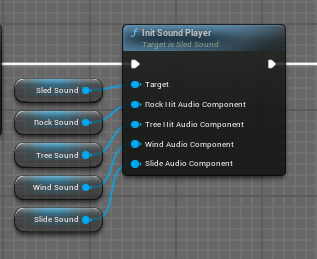 Init Sound Player
Target is Sled Sound
Sled Sound
Target
Rock Sound
Rock Hit Audio Component
Tree Sound
Tree Hit Audio Component
Wind Sound
Wind Audio Component
Slide Sound
Slide Audio Component